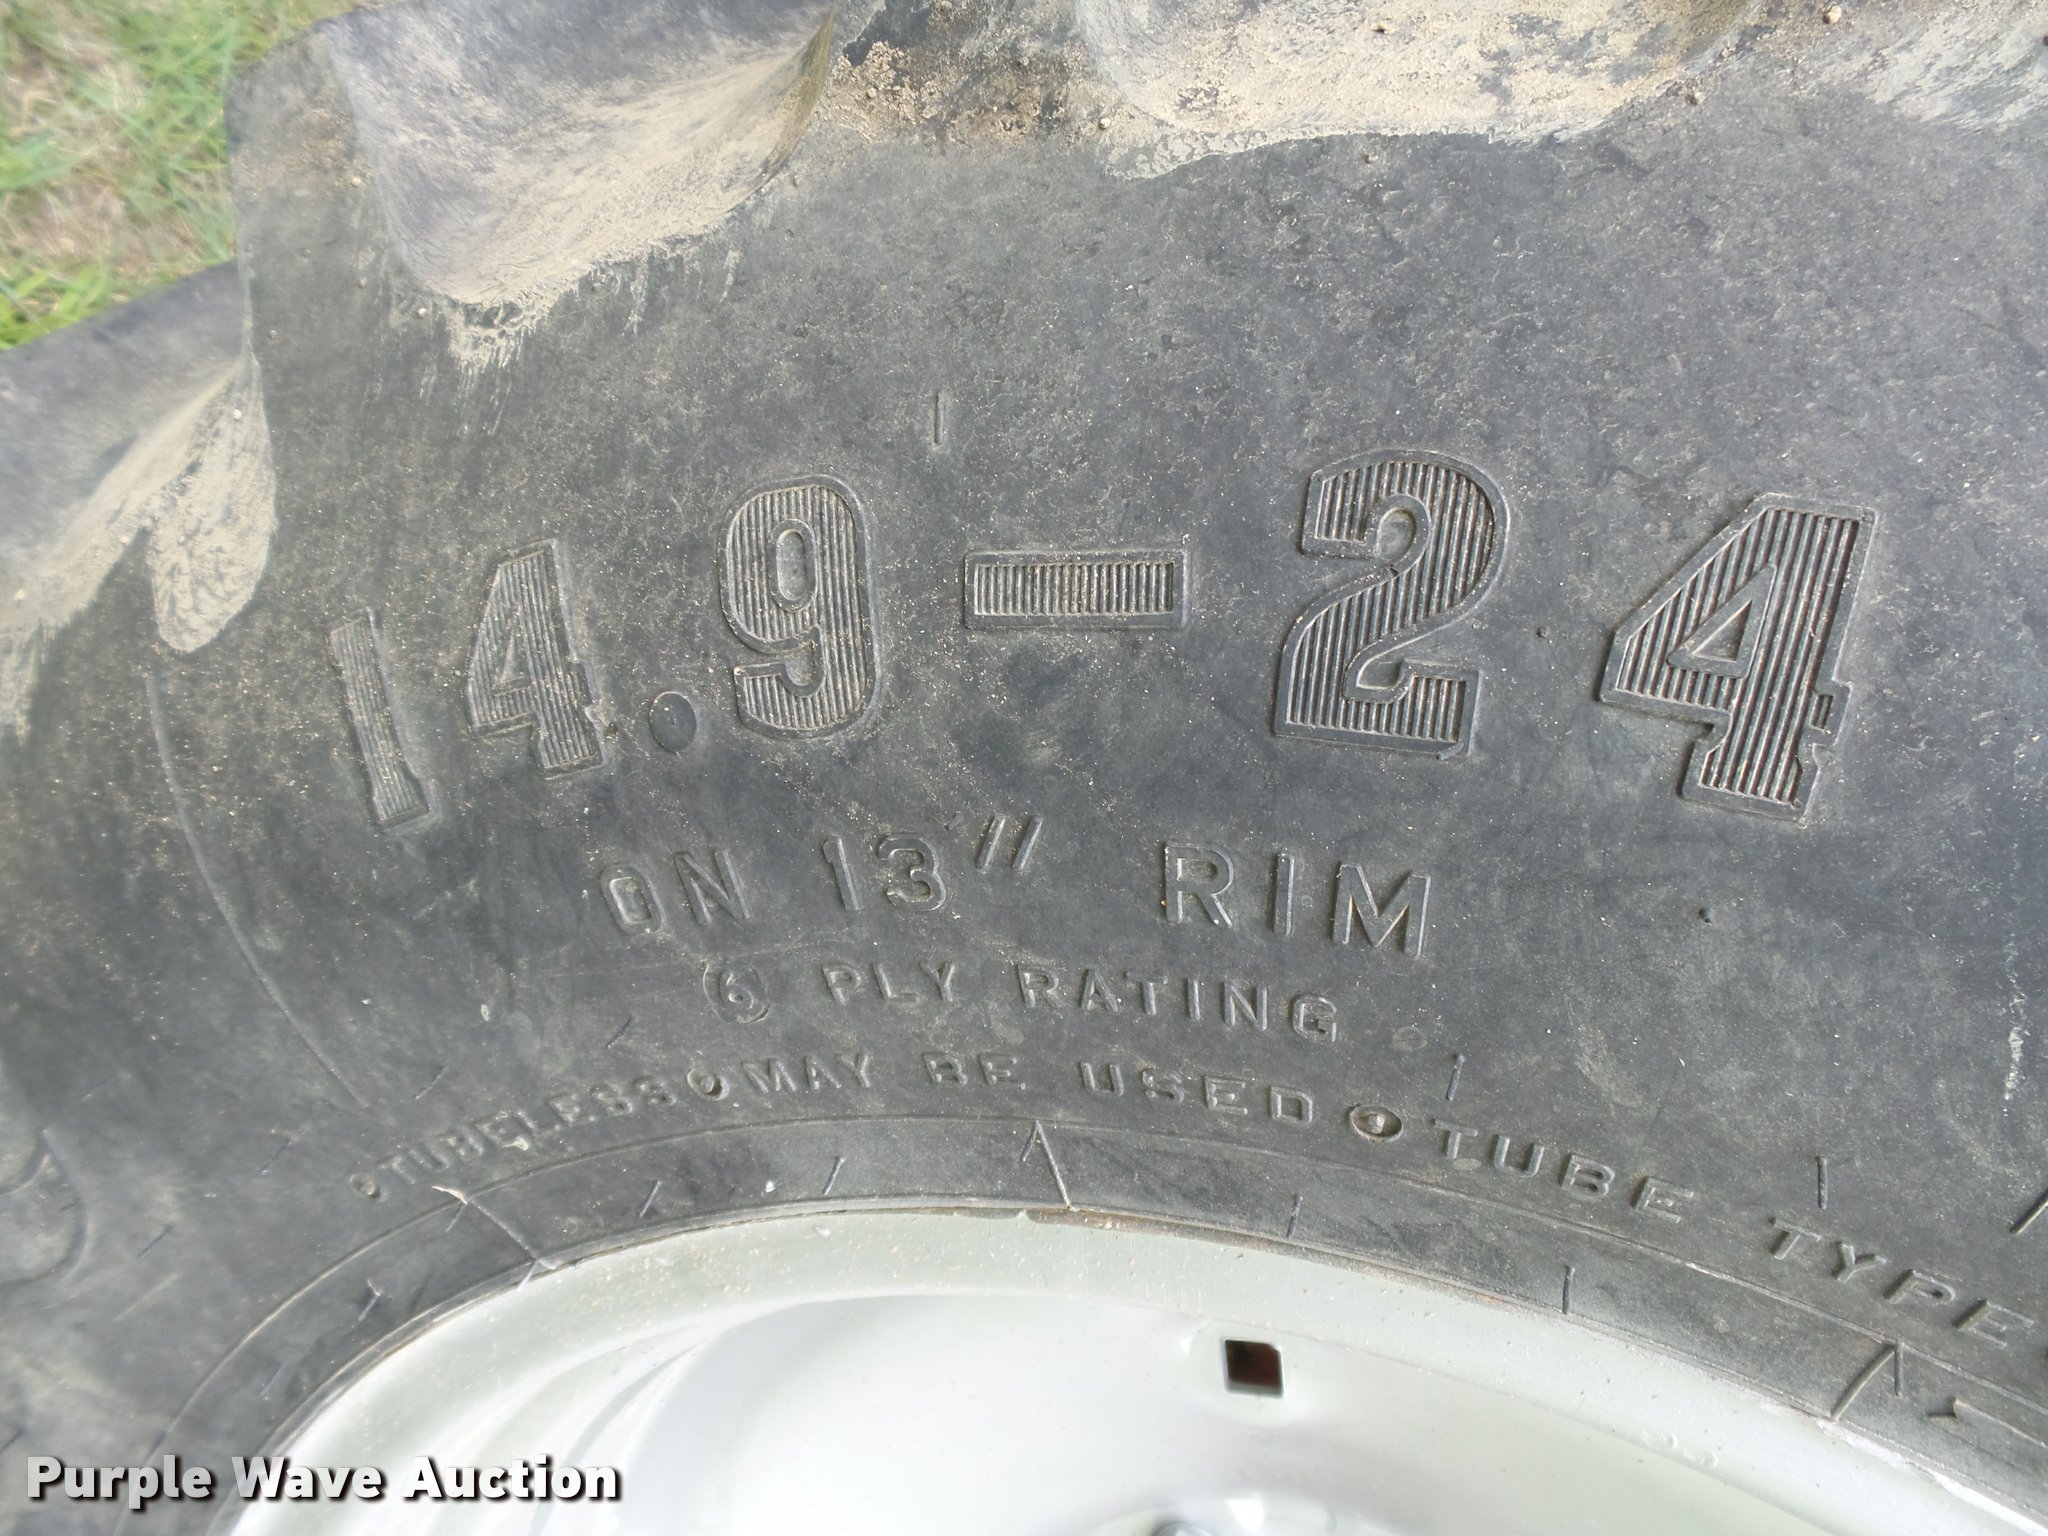 14.9-24
ON 13" RIM
6 PLY RATING
TUBELESS MAY BE USED TUBE TYPE
Purple Wave Auction